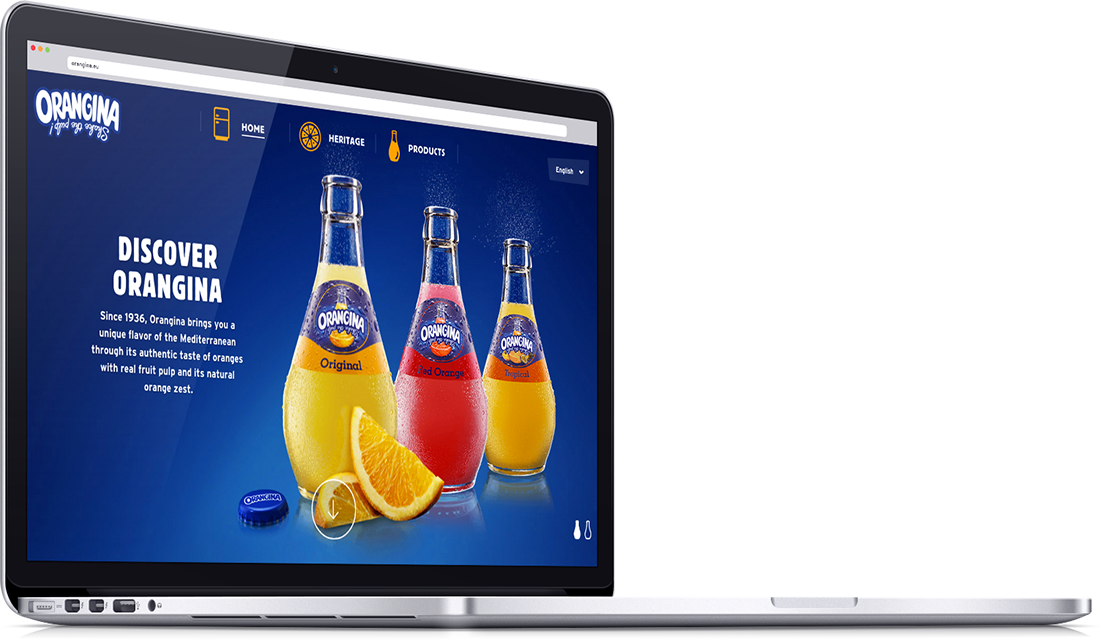 orangina.eu
ORANGINA
Shake the pulp!
HOME
HERITAGE
PRODUCTS
English
DISCOVER
ORANGINA
Since 1936, Orangina brings you a
unique flavor of the Mediterranean
through its authentic taste of oranges
with real fruit pulp and its natural
orange zest.
ORANGINA
Original
ORANGINA
Red Orange
ORANGINA
Tropical
ORANGINA